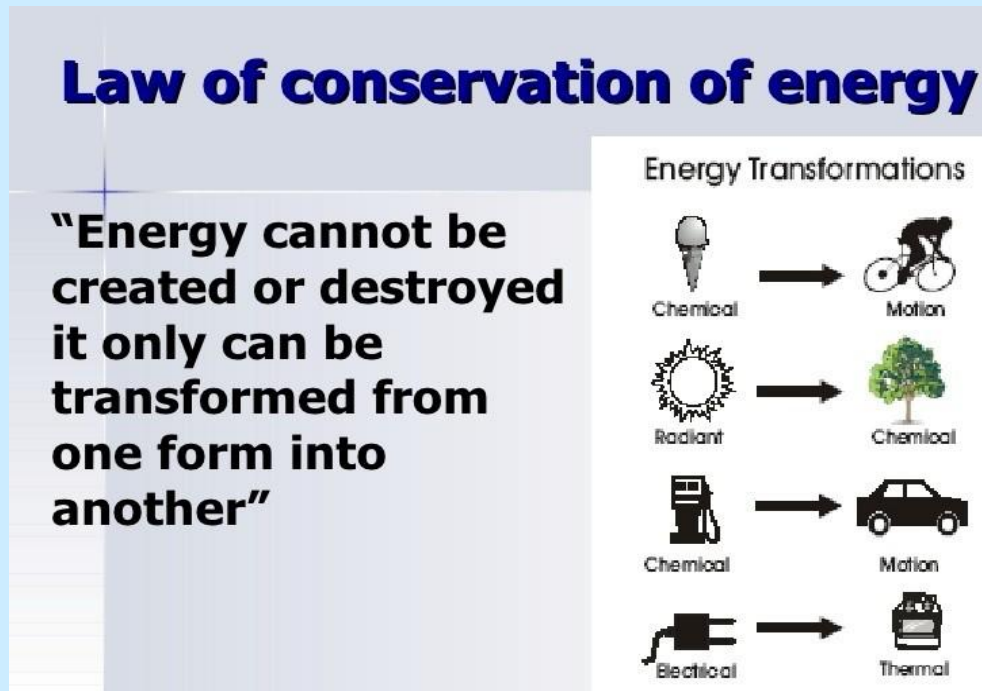 Law of conservation of energy
“Energy cannot be
created or destroyed
it only can be
transformed from
one form into
another”
Energy Transformations
Chemical
Motion
Radiant
Chemical
Chemical
Motion
Electrical
Thermal